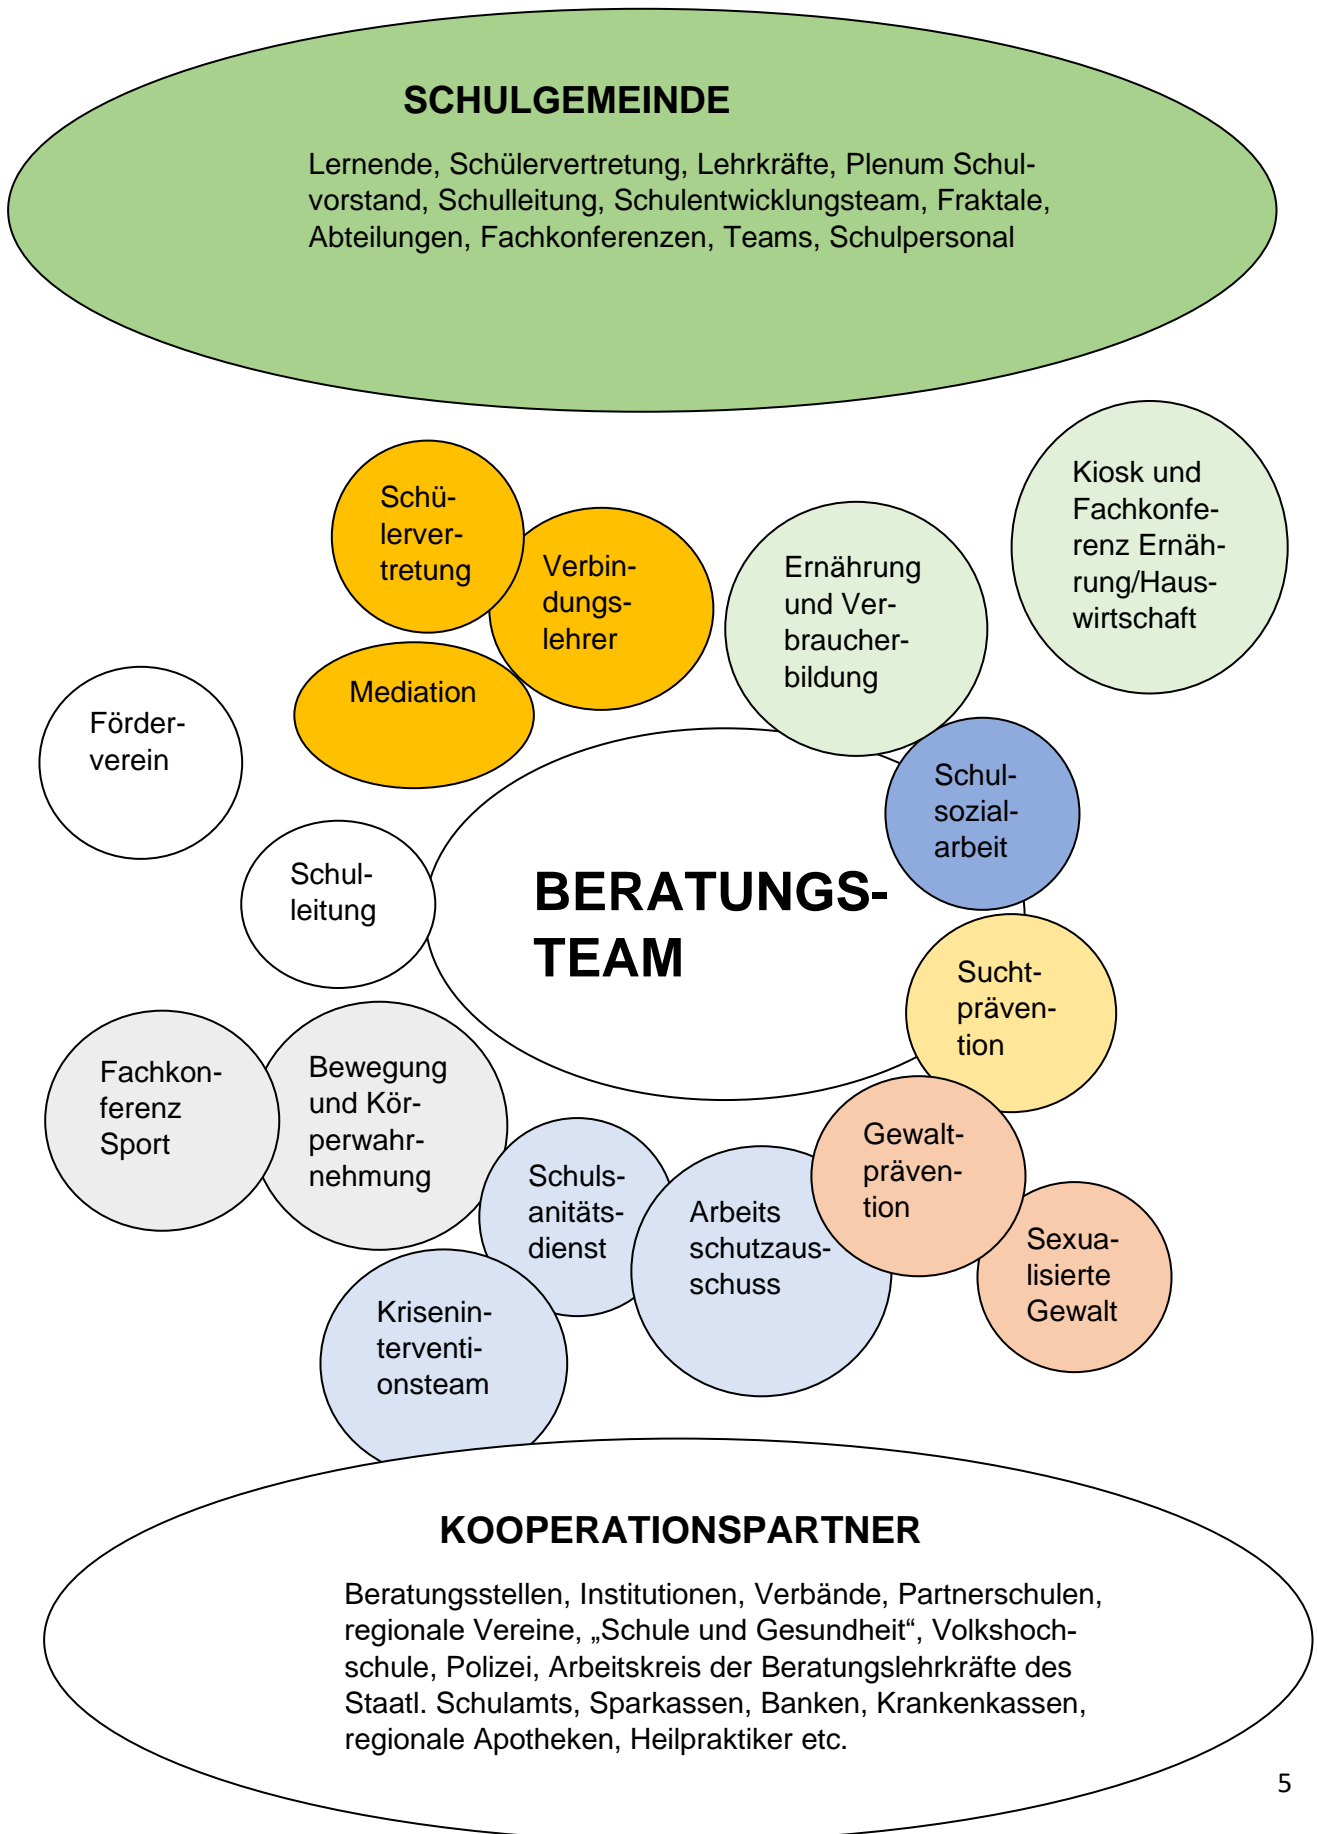 SCHULGEMEINDE
Lernende, Schülervertretung, Lehrkräfte, Plenum Schul-
vorstand, Schulleitung, Schulentwicklungsteam, Fraktale,
Abteilungen, Fachkonferenzen, Teams, Schulpersonal
Schü-
lerver-
tretung
Verbin-
dungs-
lehrer
Mediation
Ernährung
und Ver-
braucher-
bildung
Kiosk und
Fachkonfe-
renz Ernäh-
rung/Haus-
wirtschaft
Förder-
verein
Schul-
sozial-
arbeit
Schul-
leitung
BERATUNGS-
TEAM
Sucht-
präven-
tion
Fachkon-
ferenz
Sport
Bewegung
und Kör-
perwahr-
nehmung
Schuls-
anitäts-
dienst
Arbeits
schutzaus-
schuss
Gewalt-
präven-
tion
Sexua-
lisierte
Gewalt
Krisenin-
terventi-
onsteam
KOOPERATIONSPARTNER
Beratungsstellen, Institutionen, Verbände, Partnerschulen,
regionale Vereine, „Schule und Gesundheit“, Volkshoch-
schule, Polizei, Arbeitskreis der Beratungslehrkräfte des
Staatl. Schulamts, Sparkassen, Banken, Krankenkassen,
regionale Apotheken, Heilpraktiker etc.
5